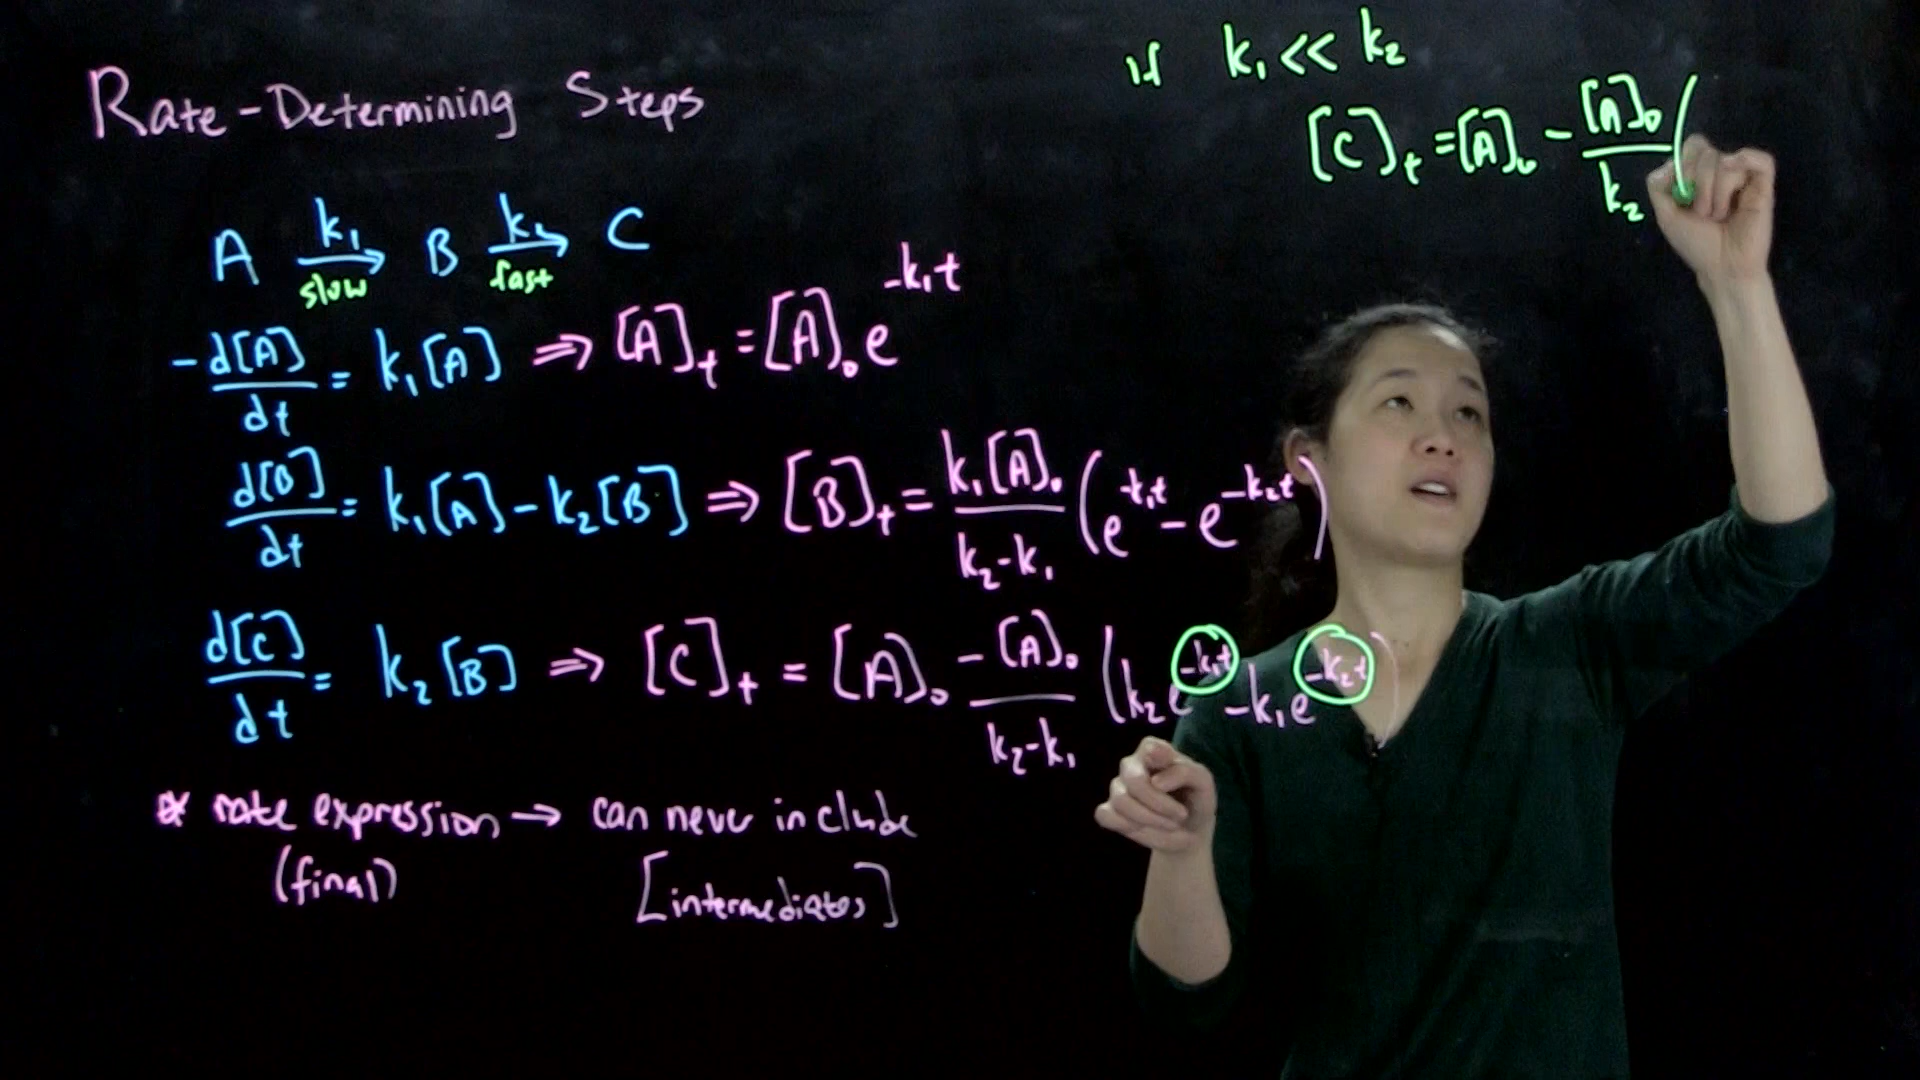 Rate-Determining Steps
if k₁ << k₂
[C]ₜ = [A]₀ - [A]₀/k₂ (
A →(k₁, slow) B →(k₂, fast) C
-d[A]/dt = k₁[A] ⇒ [A]ₜ = [A]₀e^(-k₁t)
d[B]/dt = k₁[A] - k₂[B] ⇒ [B]ₜ = k₁[A]₀/(k₂-k₁) (e^(-k₁t) - e^(-k₂t))
d[C]/dt = k₂[B] ⇒ [C]ₜ = [A]₀ - [A]₀/(k₂-k₁) (k₂e^(-k₁t) - k₁e^(-k₂t))
* rate expression → can never include
(final) [intermediates]